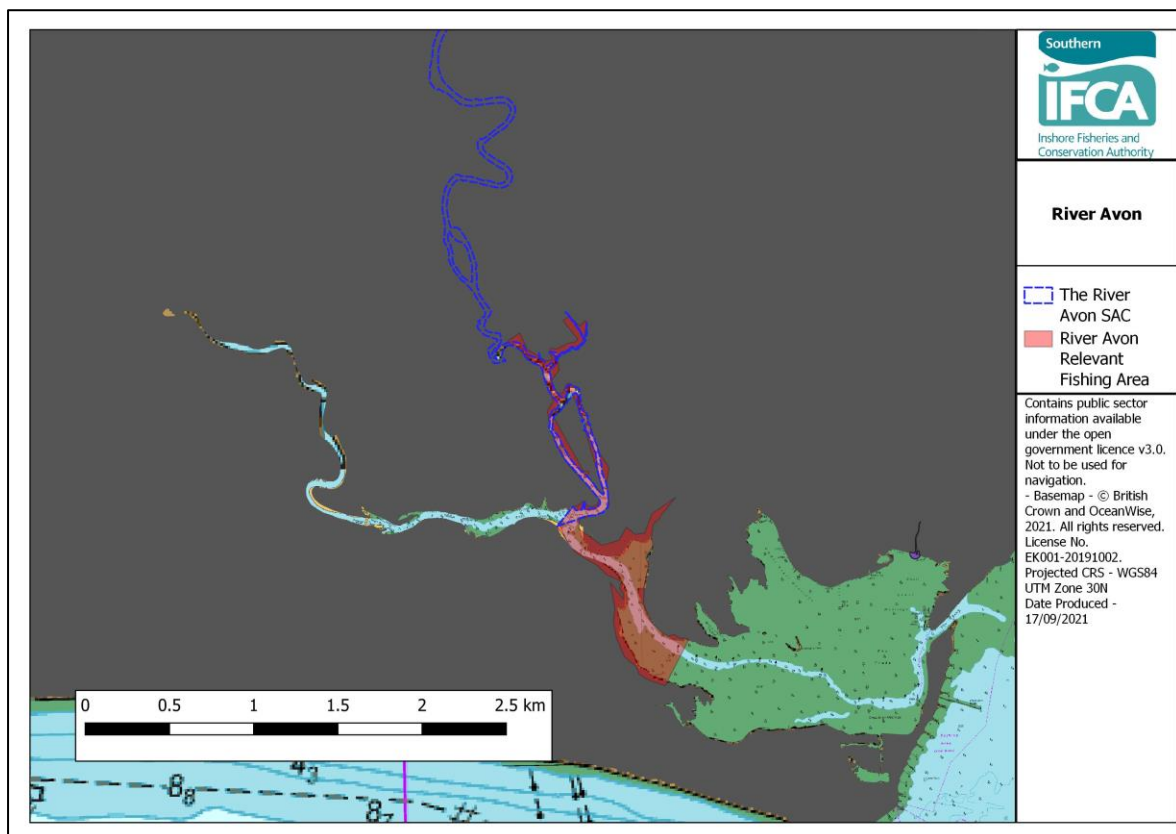 Southern
IFCA
Inshore Fisheries and
Conservation Authority
River Avon
The River
Avon SAC
River Avon
Relevant
Fishing Area
Contains public sector
information available
under the open
government licence v3.0.
Not to be used for
navigation.
- Basemap - © British
Crown and OceanWise,
2021. All rights reserved.
License No.
EK001-20191002.
Projected CRS - WGS84
UTM Zone 30N
Date Produced -
17/09/2021
0 0.5 1 1.5 2 2.5 km
4₃
8₈
8₇